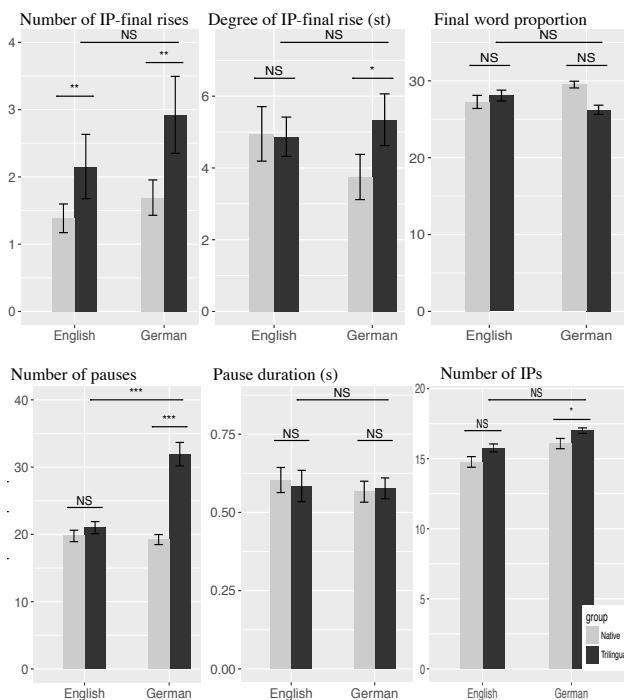 Number of IP-final rises
NS
**
**
4
3
2
1
0
English German
Degree of IP-final rise (st)
NS
NS
*
6
4
2
0
English German
Final word proportion
NS
NS
NS
30
20
10
0
English German
Number of pauses
***
***
NS
40
30
20
10
0
English German
Pause duration (s)
NS
NS
NS
0.75
0.50
0.25
0.00
English German
Number of IPs
NS
NS
*
20
15
10
5
0
English German
group
Native
Trilingual